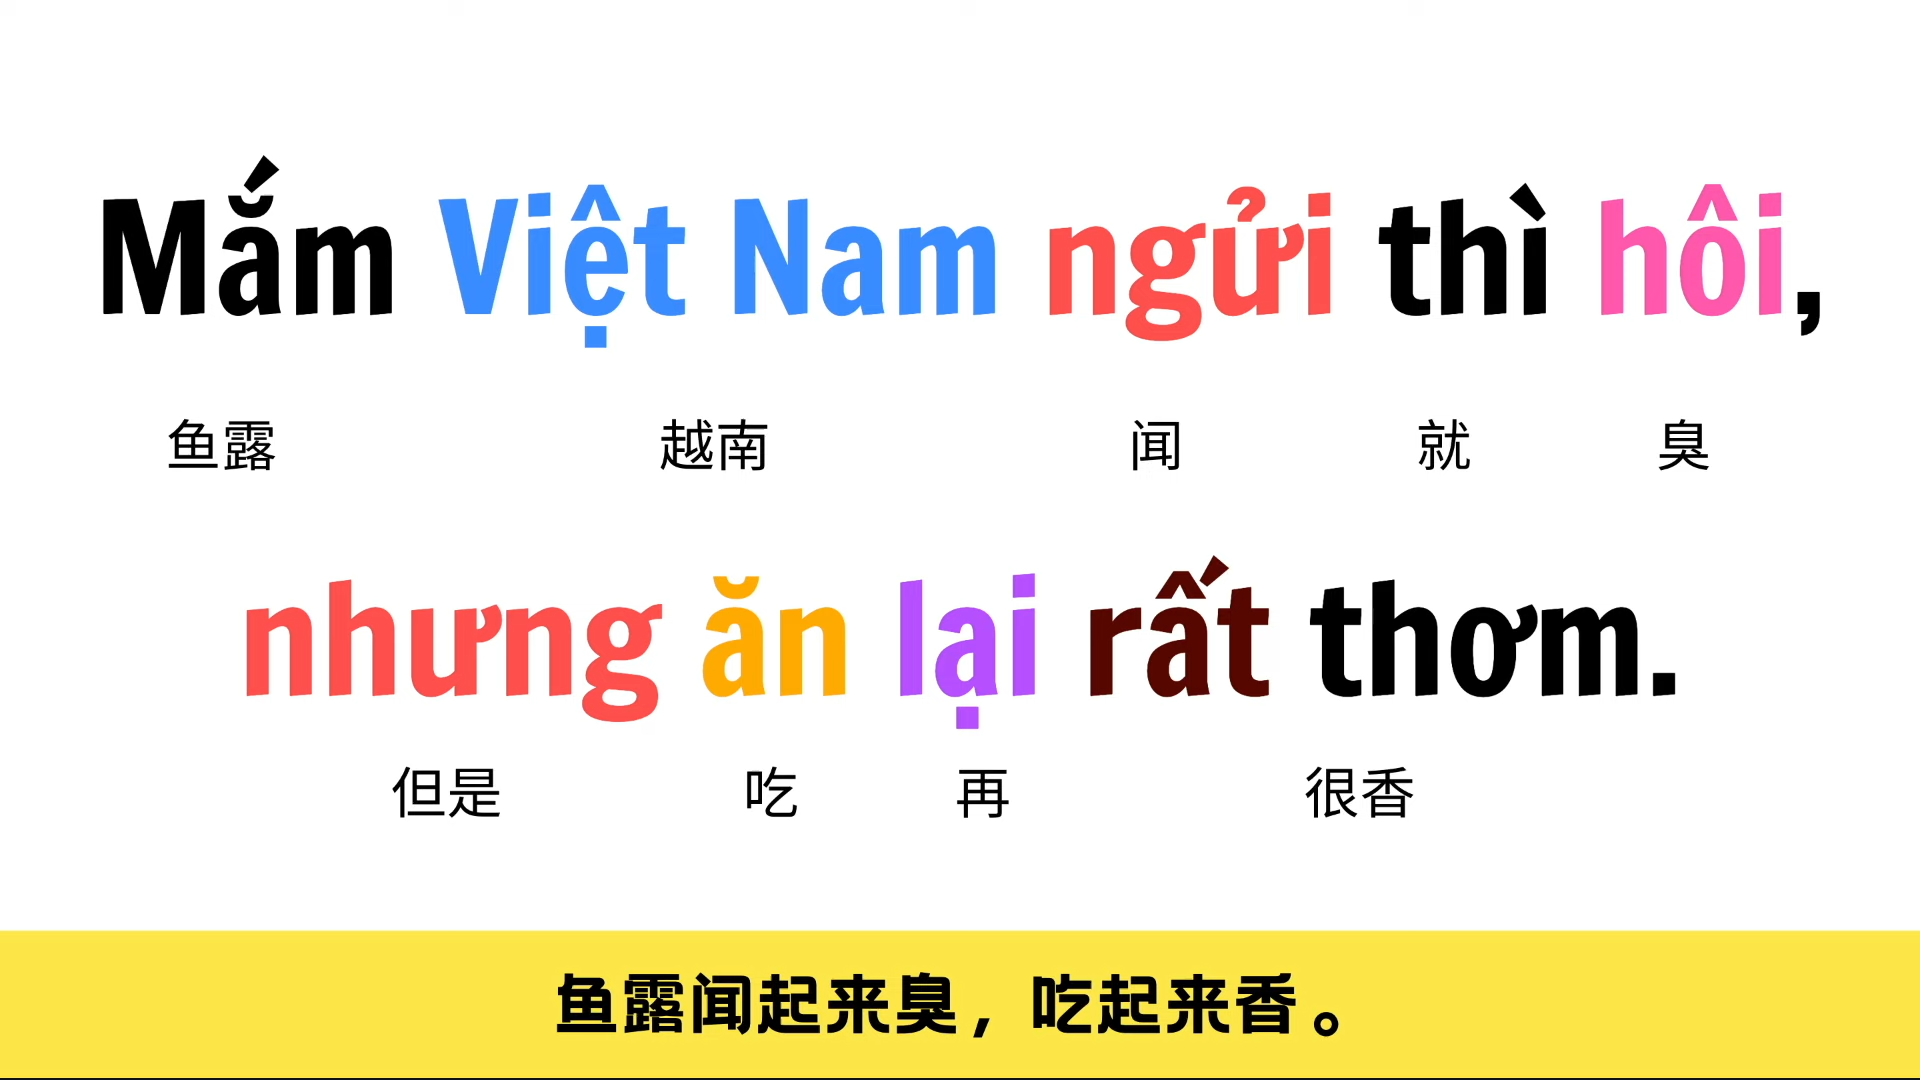 Mắm Việt Nam ngửi thì hôi,
鱼露 越南 闻 就 臭
nhưng ăn lại rất thơm.
但是 吃 再 很香
鱼露闻起来臭，吃起来香。